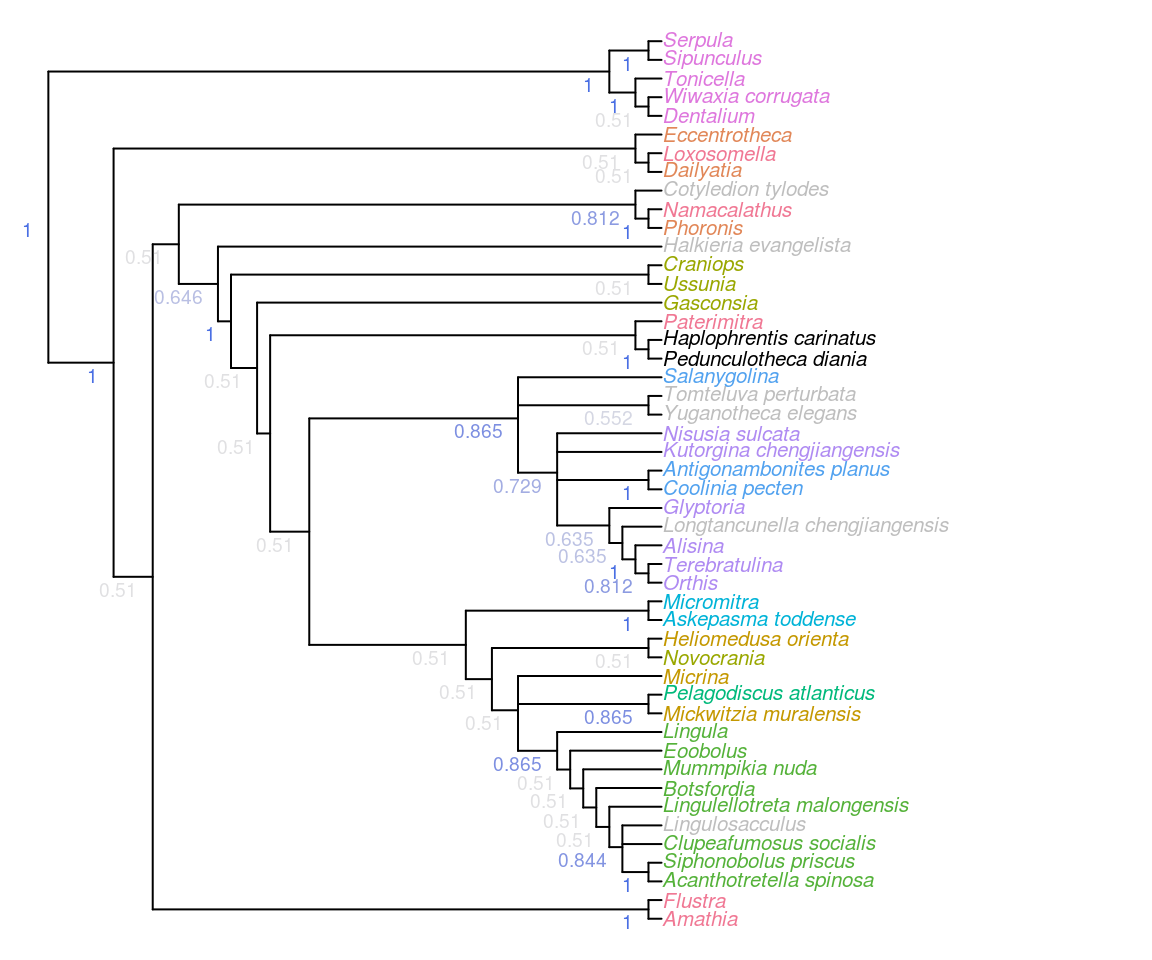 Serpula
Sipunculus
1
Tonicella
1
Wiwaxia corrugata
1
Dentalium
0.51
Eccentrotheca
Loxosomella
0.51
Dailyatia
0.51
Cotyledion tylodes
Namacalathus
0.812
Phoronis
1
1
Halkieria evangelista
0.51
Craniops
Ussunia
0.51
0.646
Gasconsia
Paterimitra
1
Haplophrentis carinatus
0.51
Pedunculotheca diania
1
1
Salanygolina
0.51
Tomteluva perturbata
Yuganotheca elegans
0.552
0.865
Nisusia sulcata
0.51
Kutorgina chengjiangensis
Antigonambonites planus
0.729
Coolinia pecten
1
Glyptoria
Longtancunella chengjiangensis
0.635
Alisina
0.51
0.635
Terebratulina
1
Orthis
0.812
0.51
Micromitra
Askepasma toddense
1
Heliomedusa orienta
Novocrania
0.51
0.51
Micrina
Pelagodiscus atlanticus
0.51
Mickwitzia muralensis
0.865
0.51
Lingula
Eoobolus
0.865
Mummpikia nuda
0.51
Botsfordia
0.51
Lingulellotreta malongensis
0.51
Lingulosacculus
0.51
Clupeafumosus socialis
0.844
Siphonobolus priscus
Acanthotretella spinosa
1
Flustra
Amathia
1